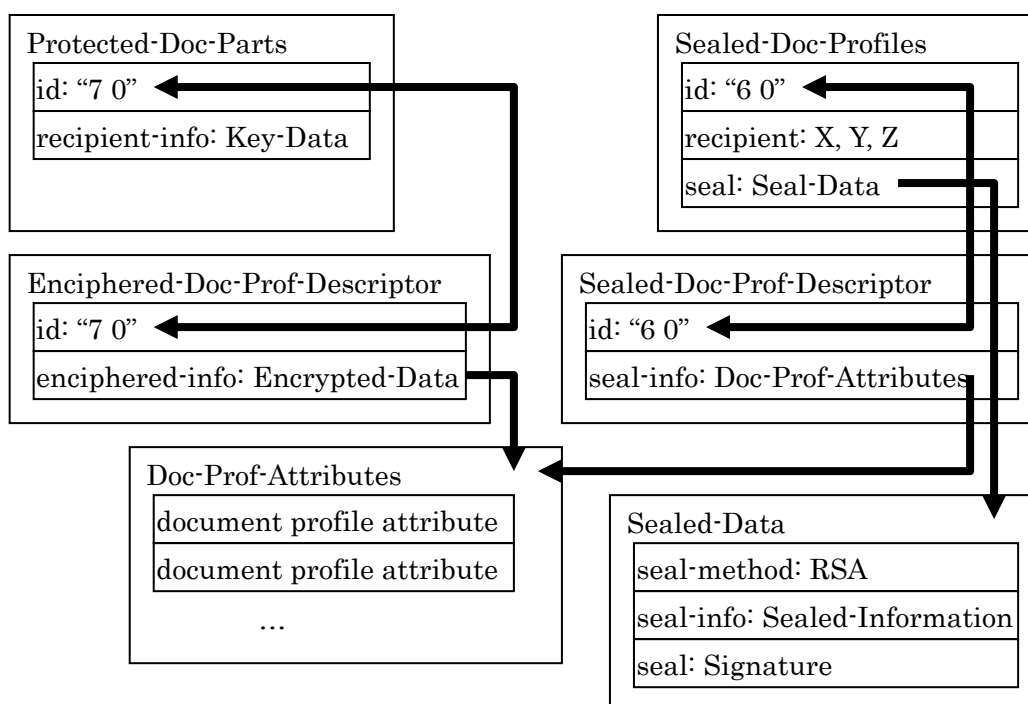 Protected-Doc-Parts
id: “7 0”
recipient-info: Key-Data
Sealed-Doc-Profiles
id: “6 0”
recipient: X, Y, Z
seal: Seal-Data
Enciphered-Doc-Prof-Descriptor
id: “7 0”
enciphered-info: Encrypted-Data
Sealed-Doc-Prof-Descriptor
id: “6 0”
seal-info: Doc-Prof-Attributes
Doc-Prof-Attributes
document profile attribute
document profile attribute
…
Sealed-Data
seal-method: RSA
seal-info: Sealed-Information
seal: Signature